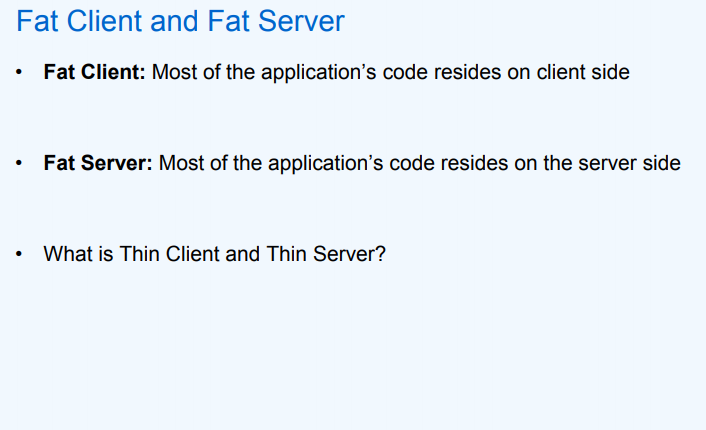 Fat Client and Fat Server
• Fat Client: Most of the application’s code resides on client side
• Fat Server: Most of the application’s code resides on the server side
• What is Thin Client and Thin Server?